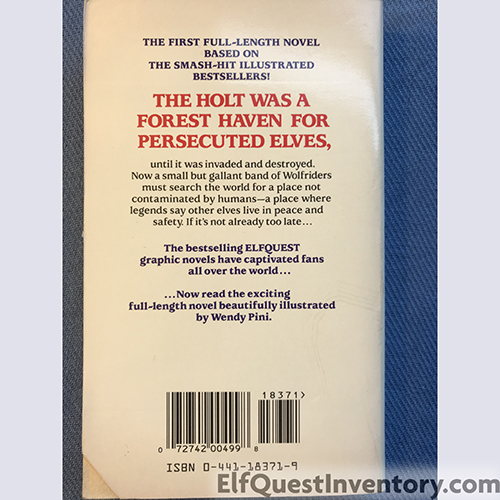 THE FIRST FULL-LENGTH NOVEL
BASED ON
THE SMASH-HIT ILLUSTRATED
BESTSELLERS!
THE HOLT WAS A
FOREST HAVEN FOR
PERSECUTED ELVES,
until it was invaded and destroyed.
Now a small but gallant band of Wolfriders
must search the world for a place not
contaminated by humans—a place where
legends say other elves live in peace and
safety. If it's not already too late...
The bestselling ELFQUEST
graphic novels have captivated fans
all over the world...
...Now read the exciting
full-length novel beautifully illustrated
by Wendy Pini.
18371>
0 72742 00499 8
ISBN 0-441-18371-9
ElfQuestInventory.com